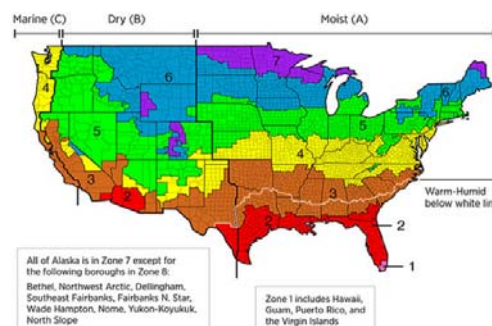 Marine (C)
Dry (B)
Moist (A)
7
6
6
4
5
5
4
3
3
2
2
2
1
Warm-Humid
below white lin
All of Alaska is in Zone 7 except for
the following boroughs in Zone 8:
Bethel, Northwest Arctic, Dellingham,
Southeast Fairbanks, Fairbanks N. Star,
Wade Hampton, Nome, Yukon-Koyukuk,
North Slope
Zone 1 includes Hawaii,
Guam, Puerto Rico, and
the Virgin Islands